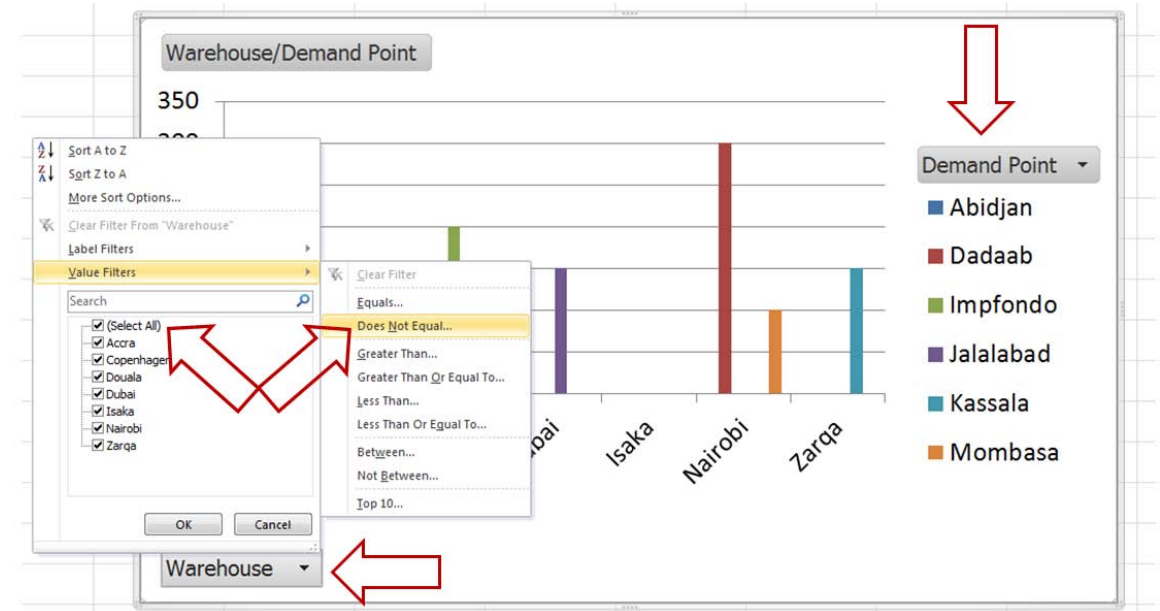 Warehouse/Demand Point
350
Sort A to Z
Sort Z to A
More Sort Options...
Clear Filter From "Warehouse"
Label Filters
Value Filters
Search
(Select All)
Accra
Copenhagen
Douala
Dubai
Isaka
Nairobi
Zarqa
OK
Cancel
Clear Filter
Equals...
Does Not Equal...
Greater Than...
Greater Than Or Equal To...
Less Than...
Less Than Or Equal To...
Between...
Not Between...
Top 10...
Isaka
Nairobi
Zarqa
Warehouse
Demand Point
Abidjan
Dadaab
Impfondo
Jalalabad
Kassala
Mombasa